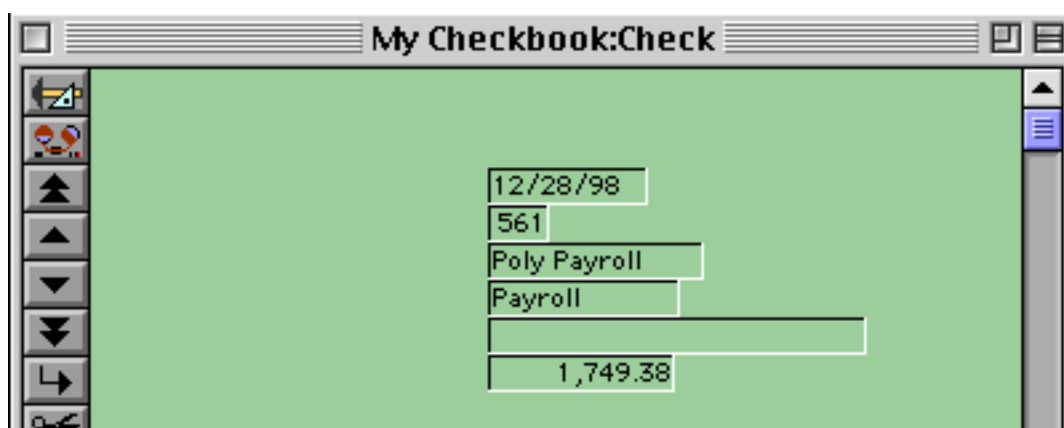 My Checkbook:Check
12/28/98
561
Poly Payroll
Payroll
1,749.38